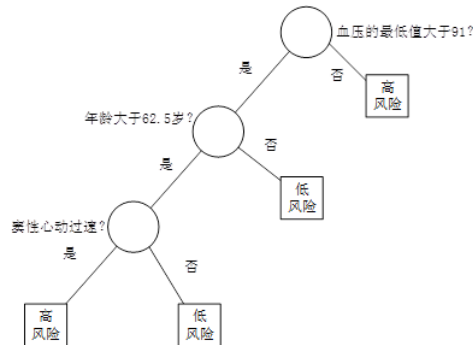 血压的最低值大于91?
是
否
高
风险
年龄大于62.5岁?
是
否
低
风险
窦性心动过速?
是
否
高
风险
低
风险